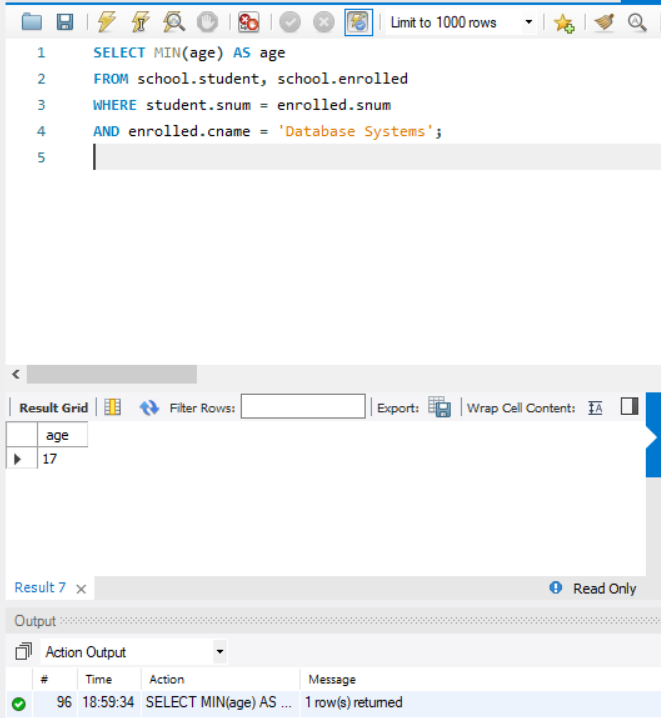 Limit to 1000 rows
1 SELECT MIN(age) AS age
2 FROM school.student, school.enrolled
3 WHERE student.snum = enrolled.snum
4 AND enrolled.cname = 'Database Systems';
5
Result Grid Filter Rows: Export: Wrap Cell Content: IA
age
17
Result 7 × Read Only
Output
Action Output
# Time Action Message
96 18:59:34 SELECT MIN(age) AS ... 1 row(s) returned